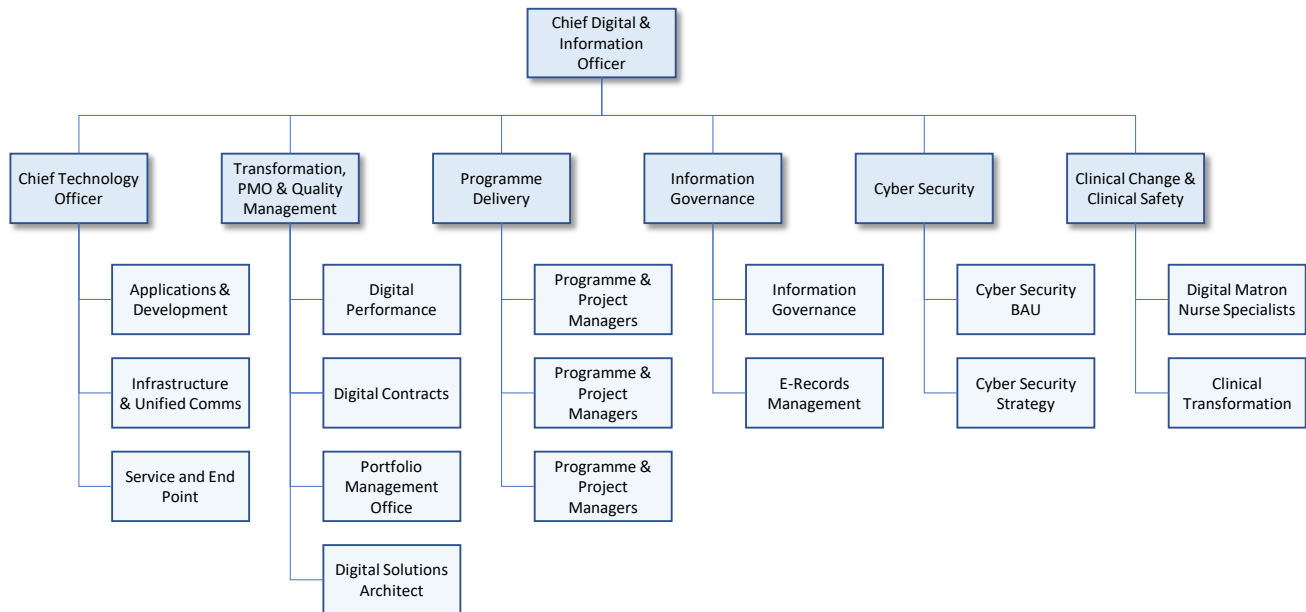 Chief Digital &
Information
Officer
Chief Technology
Officer
Transformation,
PMO & Quality
Management
Programme
Delivery
Information
Governance
Cyber Security
Clinical Change &
Clinical Safety
Applications &
Development
Infrastructure
& Unified Comms
Service and End
Point
Digital
Performance
Digital Contracts
Portfolio
Management
Office
Digital Solutions
Architect
Programme &
Project
Managers
Programme &
Project
Managers
Programme &
Project
Managers
Information
Governance
E-Records
Management
Cyber Security
BAU
Cyber Security
Strategy
Digital Matron
Nurse Specialists
Clinical
Transformation